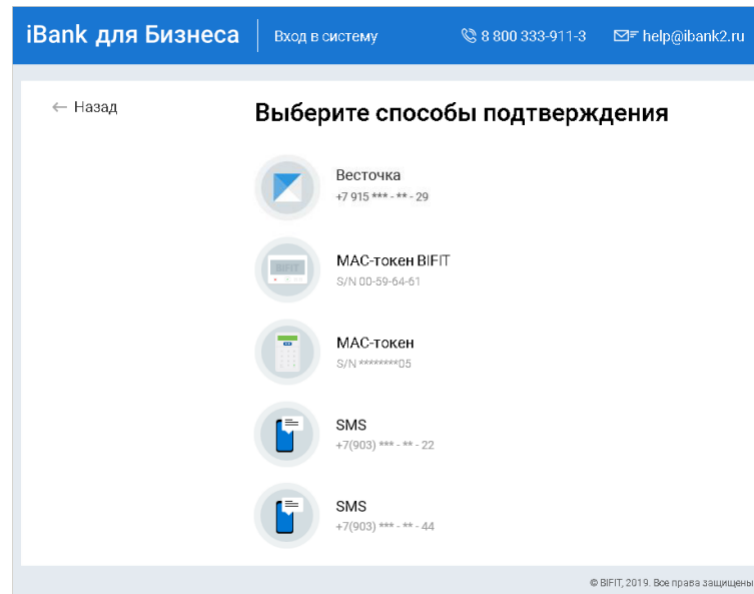 iBank для Бизнеса
Вход в систему
8 800 333-911-3
help@ibank2.ru
Назад
Выберите способы подтверждения
Весточка
+7 915 *** - ** - 29
МАС-токен BIFIT
S/N 00-59-64-61
МАС-токен
S/N ********05
SMS
+7(903) *** - ** - 22
SMS
+7(903) *** - ** - 44
© BIFIT, 2019. Все права защищены